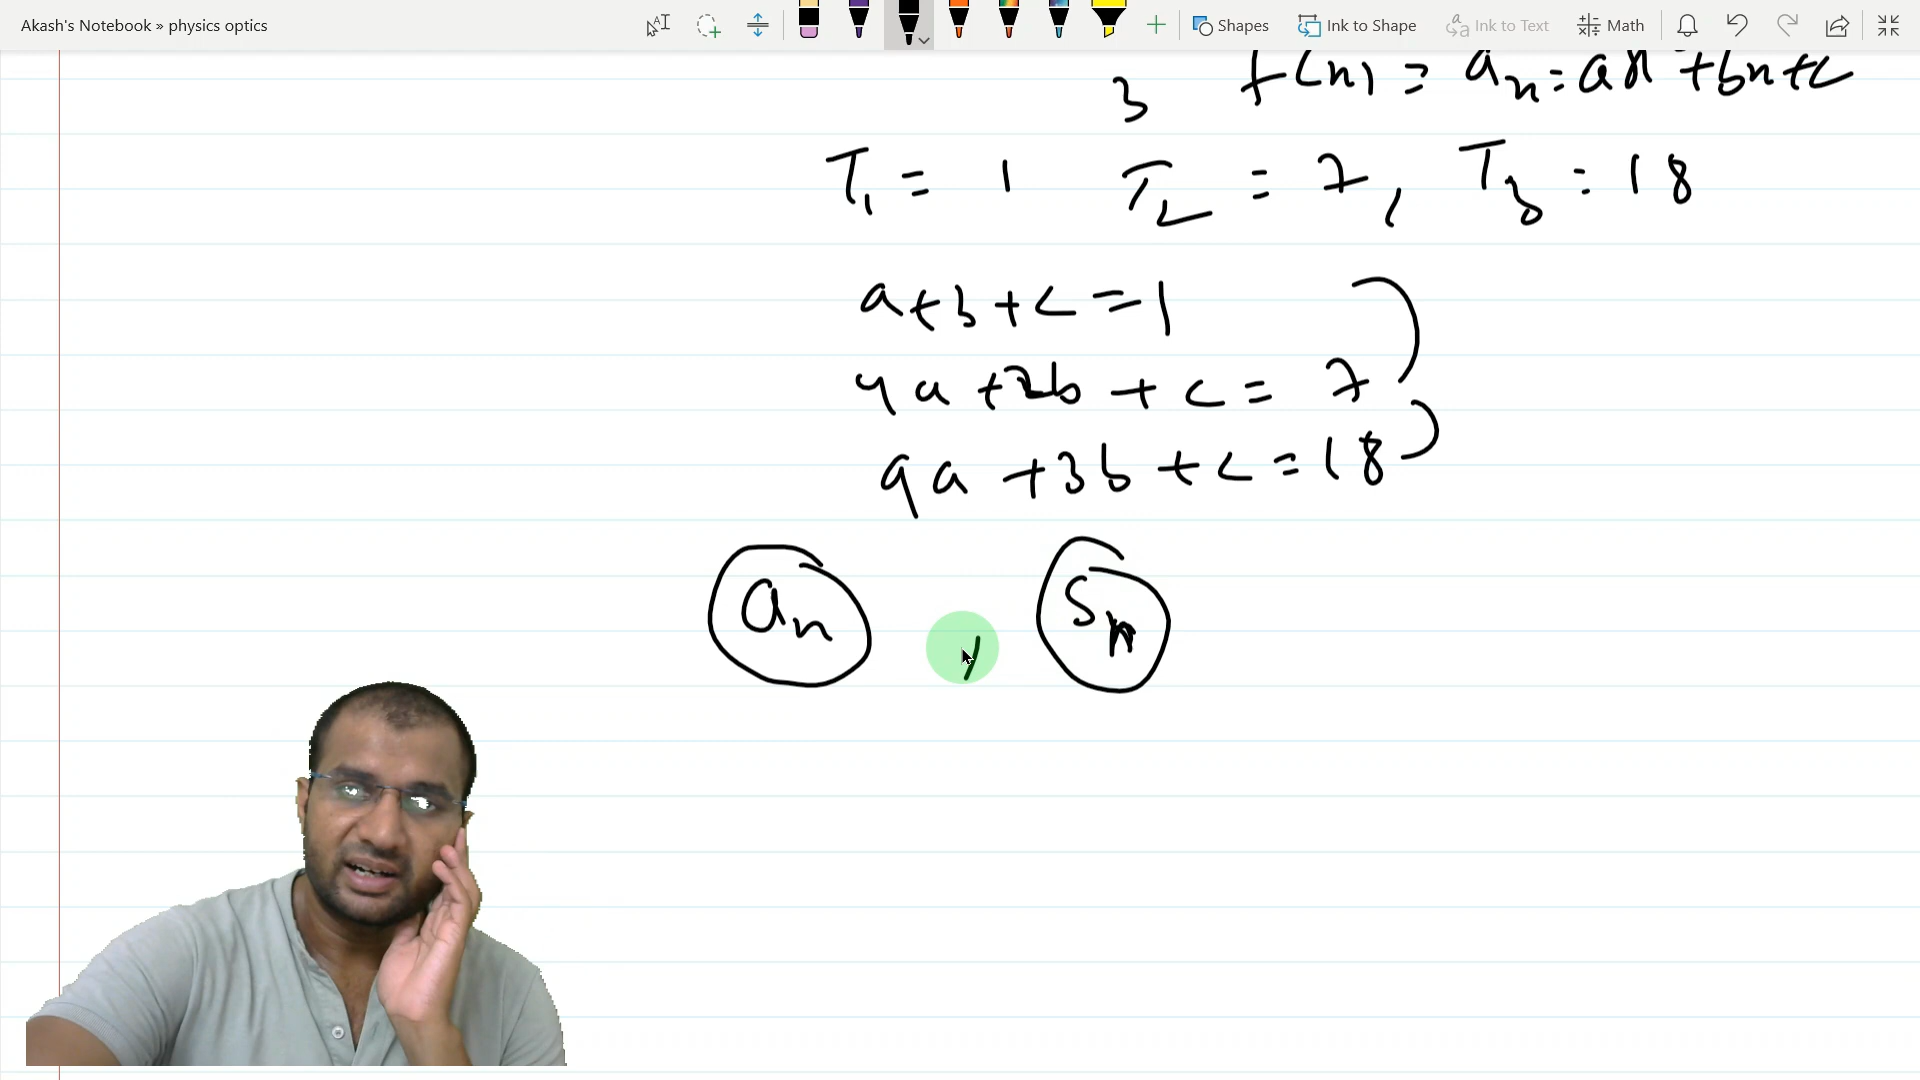 Akash's Notebook » physics optics
Shapes Ink to Shape Ink to Text Math
3 f(n) = an = an² + bn + c
T₁ = 1 T₂ = 7, T₃ = 18
a + b + c = 1
4a + 2b + c = 7
9a + 3b + c = 18
an , Sn